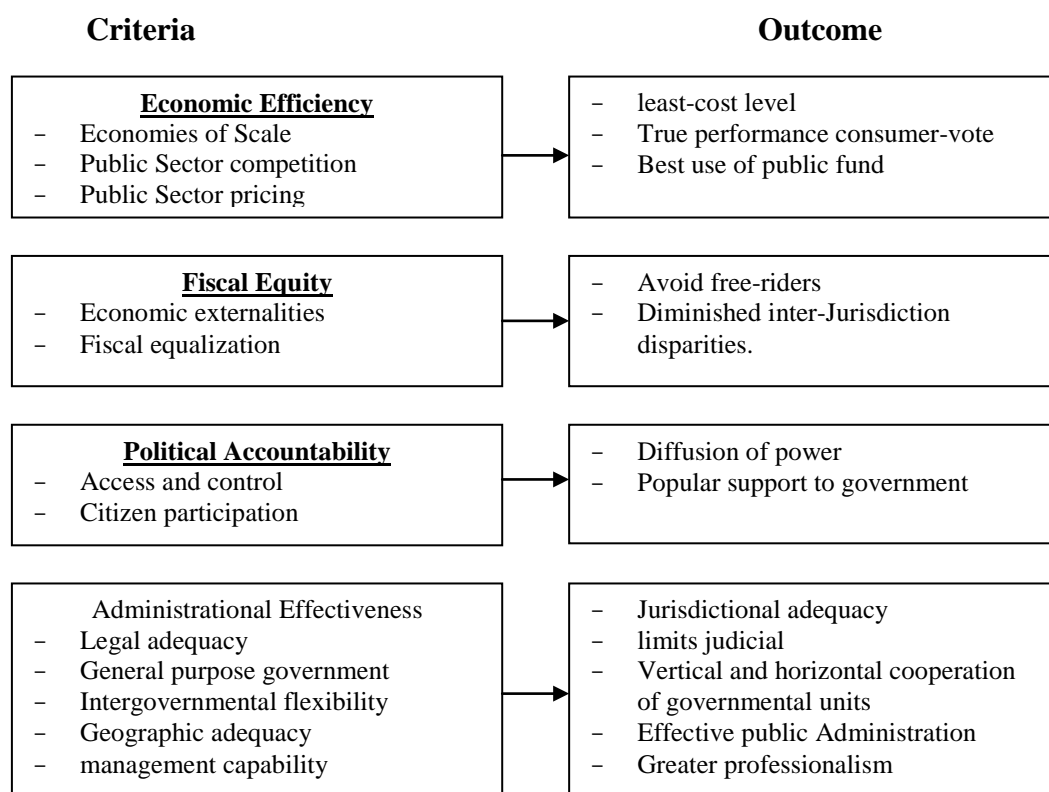 Criteria
Outcome
Economic Efficiency
- Economies of Scale
- Public Sector competition
- Public Sector pricing
- least-cost level
- True performance consumer-vote
- Best use of public fund
Fiscal Equity
- Economic externalities
- Fiscal equalization
- Avoid free-riders
- Diminished inter-Jurisdiction
disparities.
Political Accountability
- Access and control
- Citizen participation
- Diffusion of power
- Popular support to government
Administrational Effectiveness
- Legal adequacy
- General purpose government
- Intergovernmental flexibility
- Geographic adequacy
- management capability
- Jurisdictional adequacy
- limits judicial
- Vertical and horizontal cooperation
of governmental units
- Effective public Administration
- Greater professionalism